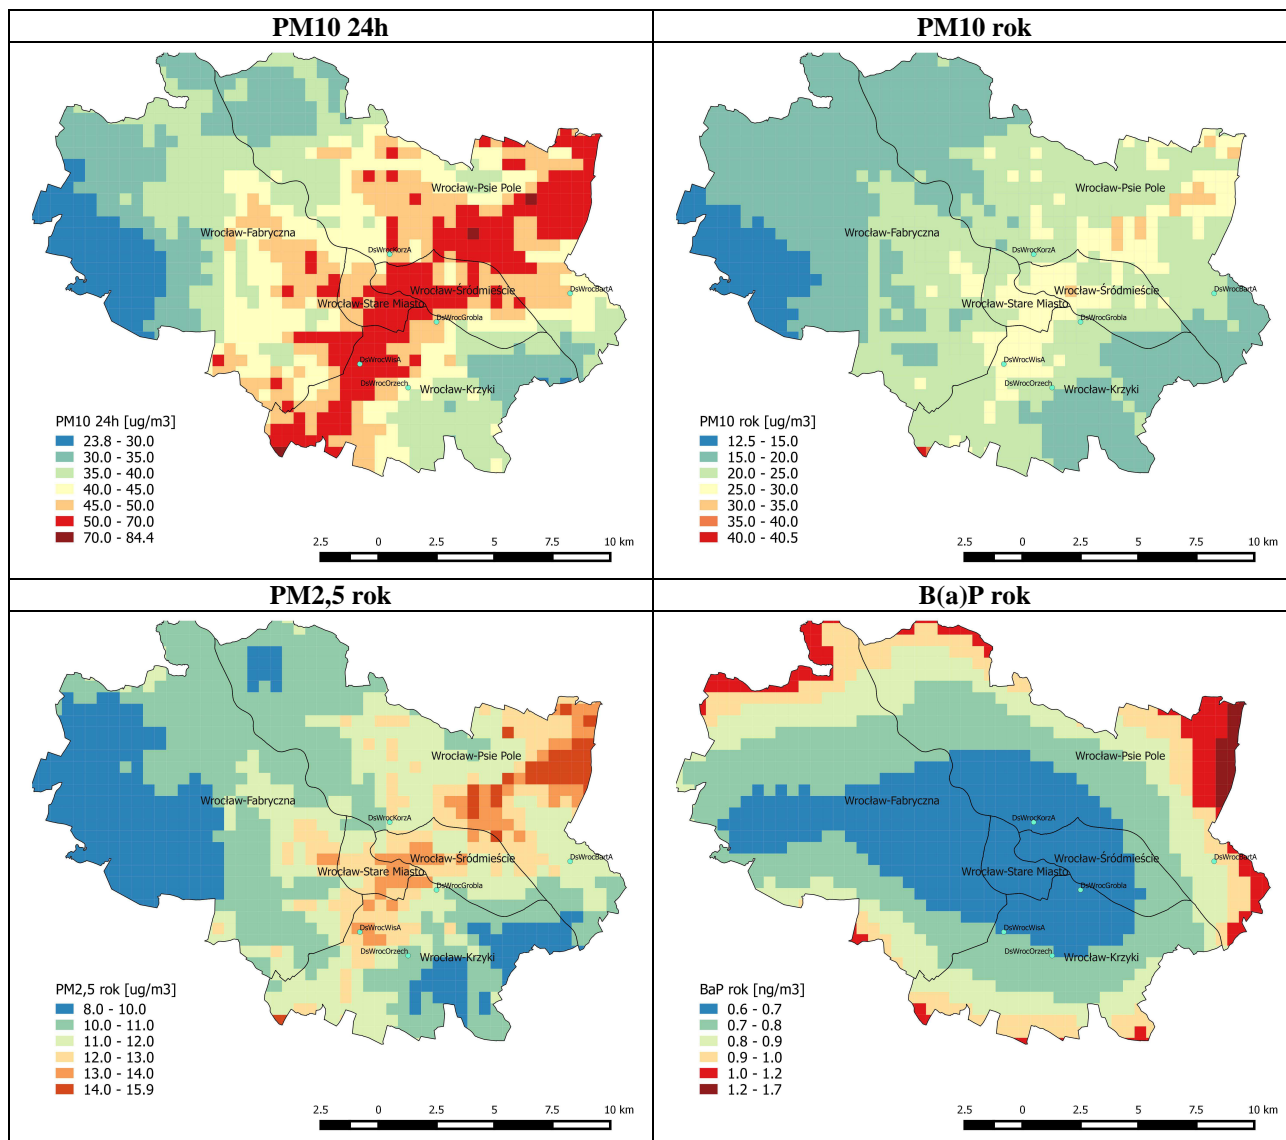 PM10 24h
PM10 rok
Wrocław-Psie Pole
Wrocław-Fabryczna
DsWrocKorzA
Wrocław-Śródmieście
DsWrocBartA
Wrocław-Stare Miasto
DsWrocGrobla
DsWrocWisA
DsWrocOrzech
Wrocław-Krzyki
PM10 24h [ug/m3]
23.8 - 30.0
30.0 - 35.0
35.0 - 40.0
40.0 - 45.0
45.0 - 50.0
50.0 - 70.0
70.0 - 84.4
2.5 0 2.5 7.5 10 km
Wrocław-Psie Pole
Wrocław-Fabryczna
DsWrocKorzA
Wrocław-Śródmieście
DsWrocBartA
Wrocław-Stare Miasto
DsWrocGrobla
DsWrocWisA
DsWrocOrzech
Wrocław-Krzyki
PM10 rok [ug/m3]
12.5 - 15.0
15.0 - 20.0
20.0 - 25.0
25.0 - 30.0
30.0 - 35.0
35.0 - 40.0
40.0 - 40.5
2.5 0 2.5 7.5 10 km
PM2,5 rok
B(a)P rok
Wrocław-Psie Pole
Wrocław-Fabryczna
DsWrocKorzA
Wrocław-Śródmieście
DsWrocBartA
Wrocław-Stare Miasto
DsWrocGrobla
DsWrocWisA
DsWrocOrzech
Wrocław-Krzyki
PM2,5 rok [ug/m3]
8.0 - 10.0
10.0 - 11.0
11.0 - 12.0
12.0 - 13.0
13.0 - 14.0
14.0 - 15.9
2.5 0 2.5 7.5 10 km
Wrocław-Psie Pole
Wrocław-Fabryczna
DsWrocKorzA
Wrocław-Śródmieście
DsWrocBartA
Wrocław-Stare Miasto
DsWrocGrobla
DsWrocWisA
DsWrocOrzech
Wrocław-Krzyki
BaP rok [ng/m3]
0.6 - 0.7
0.7 - 0.8
0.8 - 0.9
0.9 - 1.0
1.0 - 1.2
1.2 - 1.7
2.5 0 2.5 7.5 10 km